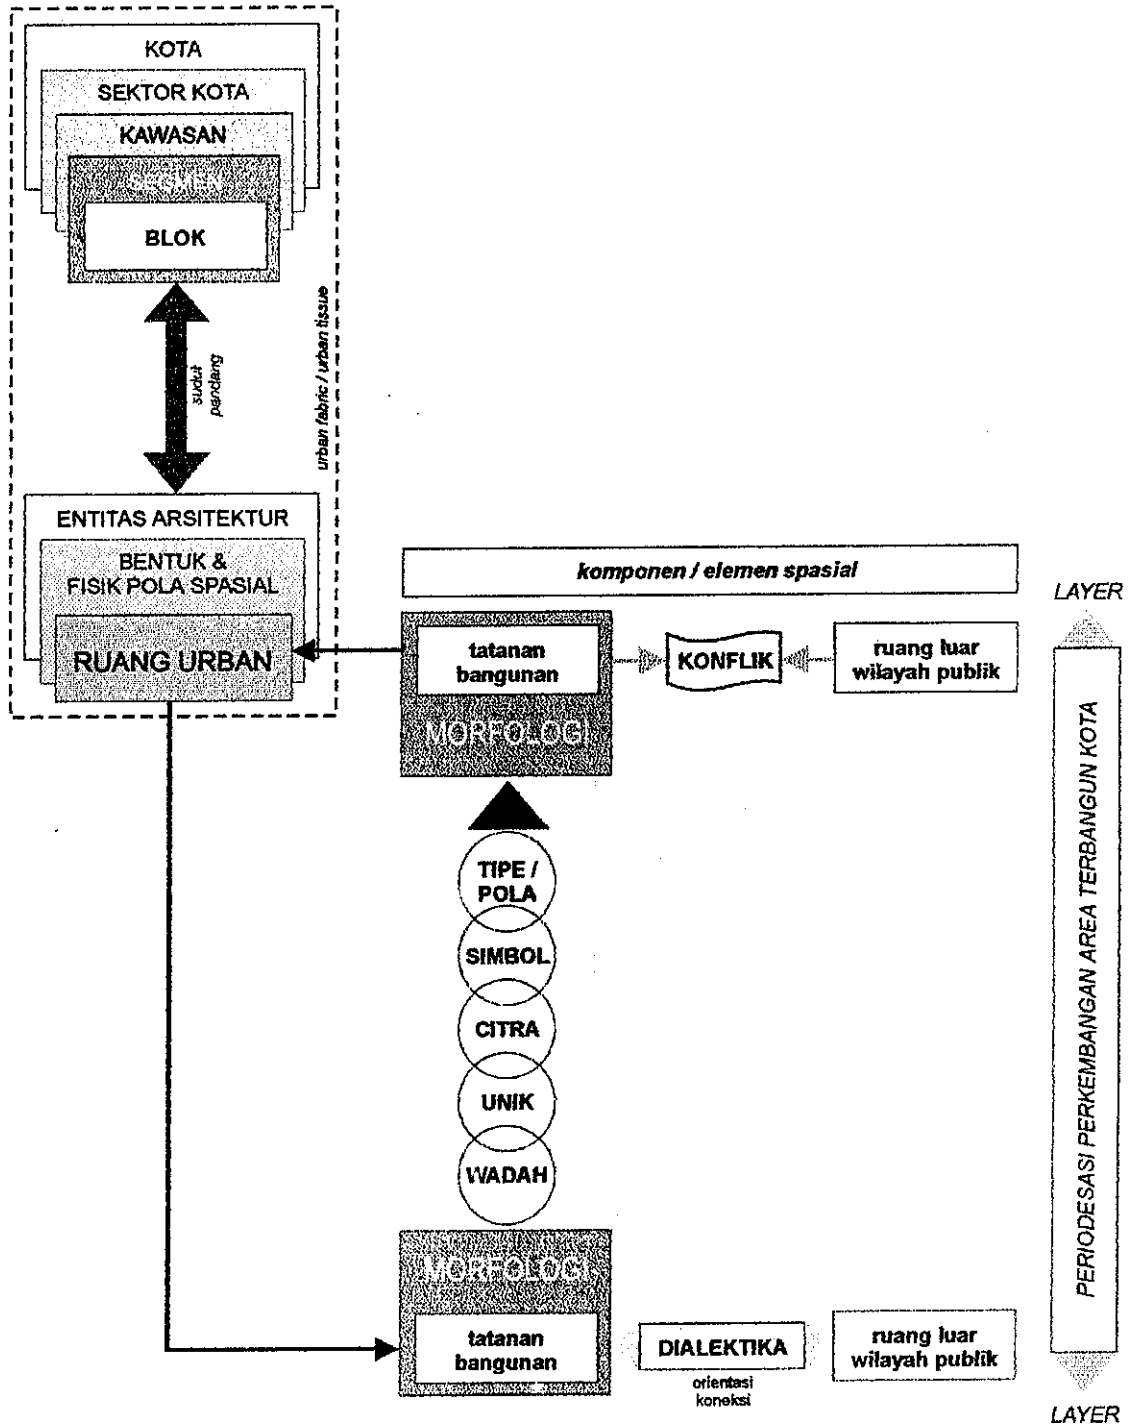 KOTA
SEKTOR KOTA
KAWASAN
SEGMEN
BLOK
sudut
pandang
urban fabric / urban tissue
ENTITAS ARSITEKTUR
BENTUK &
FISIK POLA SPASIAL
RUANG URBAN
komponen / elemen spasial
tatanan
bangunan
MORFOLOGI
KONFLIK
ruang luar
wilayah publik
LAYER
PERIODESASI PERKEMBANGAN AREA TERBANGUN KOTA
TIPE /
POLA
SIMBOL
CITRA
UNIK
WADAH
MORFOLOGI
tatanan
bangunan
DIALEKTIKA
orientasi
koneksi
ruang luar
wilayah publik
LAYER